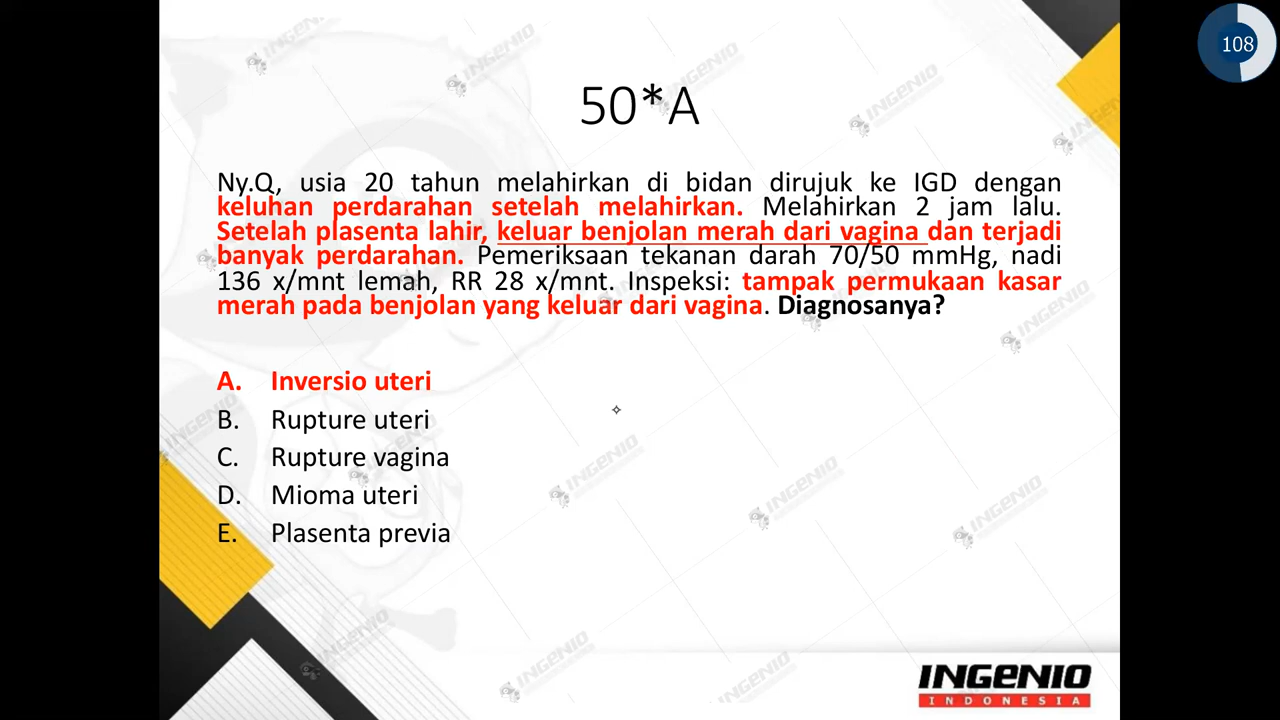 108
50*A
Ny.Q, usia 20 tahun melahirkan di bidan dirujuk ke IGD dengan
keluhan perdarahan setelah melahirkan. Melahirkan 2 jam lalu.
Setelah plasenta lahir, keluar benjolan merah dari vagina dan terjadi
banyak perdarahan. Pemeriksaan tekanan darah 70/50 mmHg, nadi
136 x/mnt lemah, RR 28 x/mnt. Inspeksi: tampak permukaan kasar
merah pada benjolan yang keluar dari vagina. Diagnosanya?
A. Inversio uteri
B. Rupture uteri
C. Rupture vagina
D. Mioma uteri
E. Plasenta previa
INGENIO
INDONESIA